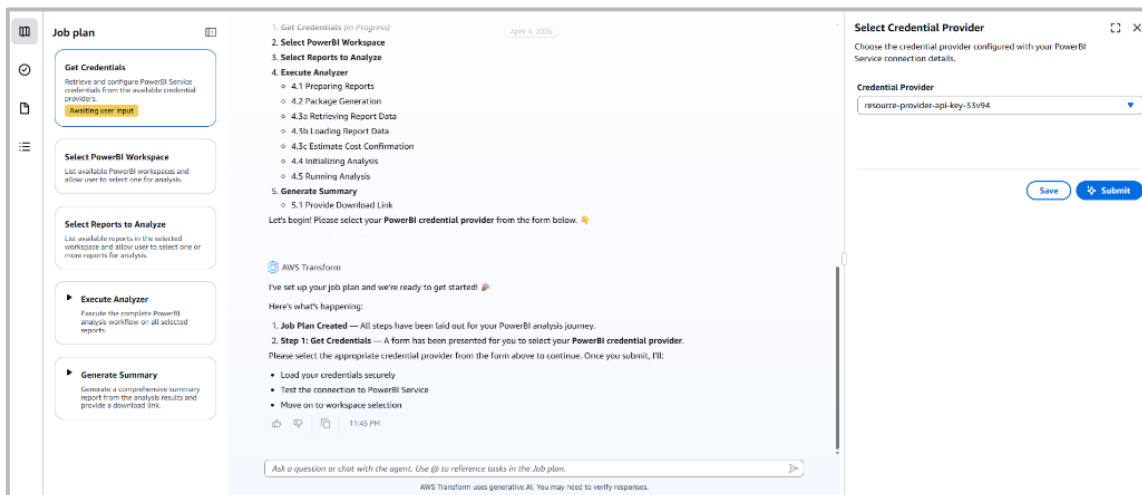 Job plan
Get Credentials
Retrieve and configure PowerBI Service
credentials from the available credential
providers.
Awaiting user input
Select PowerBI Workspace
List available PowerBI workspaces and
allow user to select one for analysis.
Select Reports to Analyze
List available reports in the selected
workspace and allow user to select one or
more reports for analysis.
Execute Analyzer
Execute the complete PowerBI
analysis workflow on all selected
reports.
Generate Summary
Generate a comprehensive summary
report from the analysis results and
provide a download link.
April 4, 2026
1. Get Credentials (In Progress)
2. Select PowerBI Workspace
3. Select Reports to Analyze
4. Execute Analyzer
4.1 Preparing Reports
4.2 Package Generation
4.3a Retrieving Report Data
4.3b Loading Report Data
4.3c Estimate Cost Confirmation
4.4 Initializing Analysis
4.5 Running Analysis
5. Generate Summary
5.1 Provide Download Link
Let's begin! Please select your PowerBI credential provider from the form below. 👇
AWS Transform
I've set up your job plan and we're ready to get started! 🎉
Here's what's happening:
1. Job Plan Created — All steps have been laid out for your PowerBI analysis journey.
2. Step 1: Get Credentials — A form has been presented for you to select your PowerBI credential provider.
Please select the appropriate credential provider from the form above to continue. Once you submit, I'll:
• Load your credentials securely
• Test the connection to PowerBI Service
• Move on to workspace selection
11:45 PM
Ask a question or chat with the agent. Use @ to reference tasks in the Job plan.
AWS Transform uses generative AI. You may need to verify responses.
Select Credential Provider
Choose the credential provider configured with your PowerBI
Service connection details.
Credential Provider
resource-provider-api-key-33v94
Save
Submit